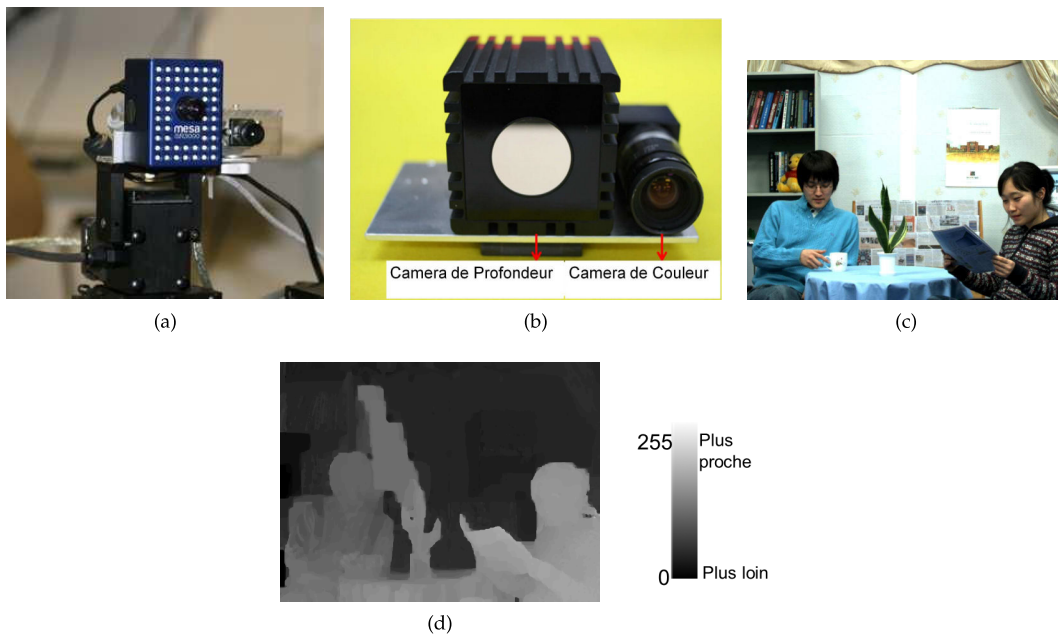 mesa
Camera de Profondeur
Camera de Couleur
(a)
(b)
(c)
255
Plus
proche
0
Plus loin
(d)